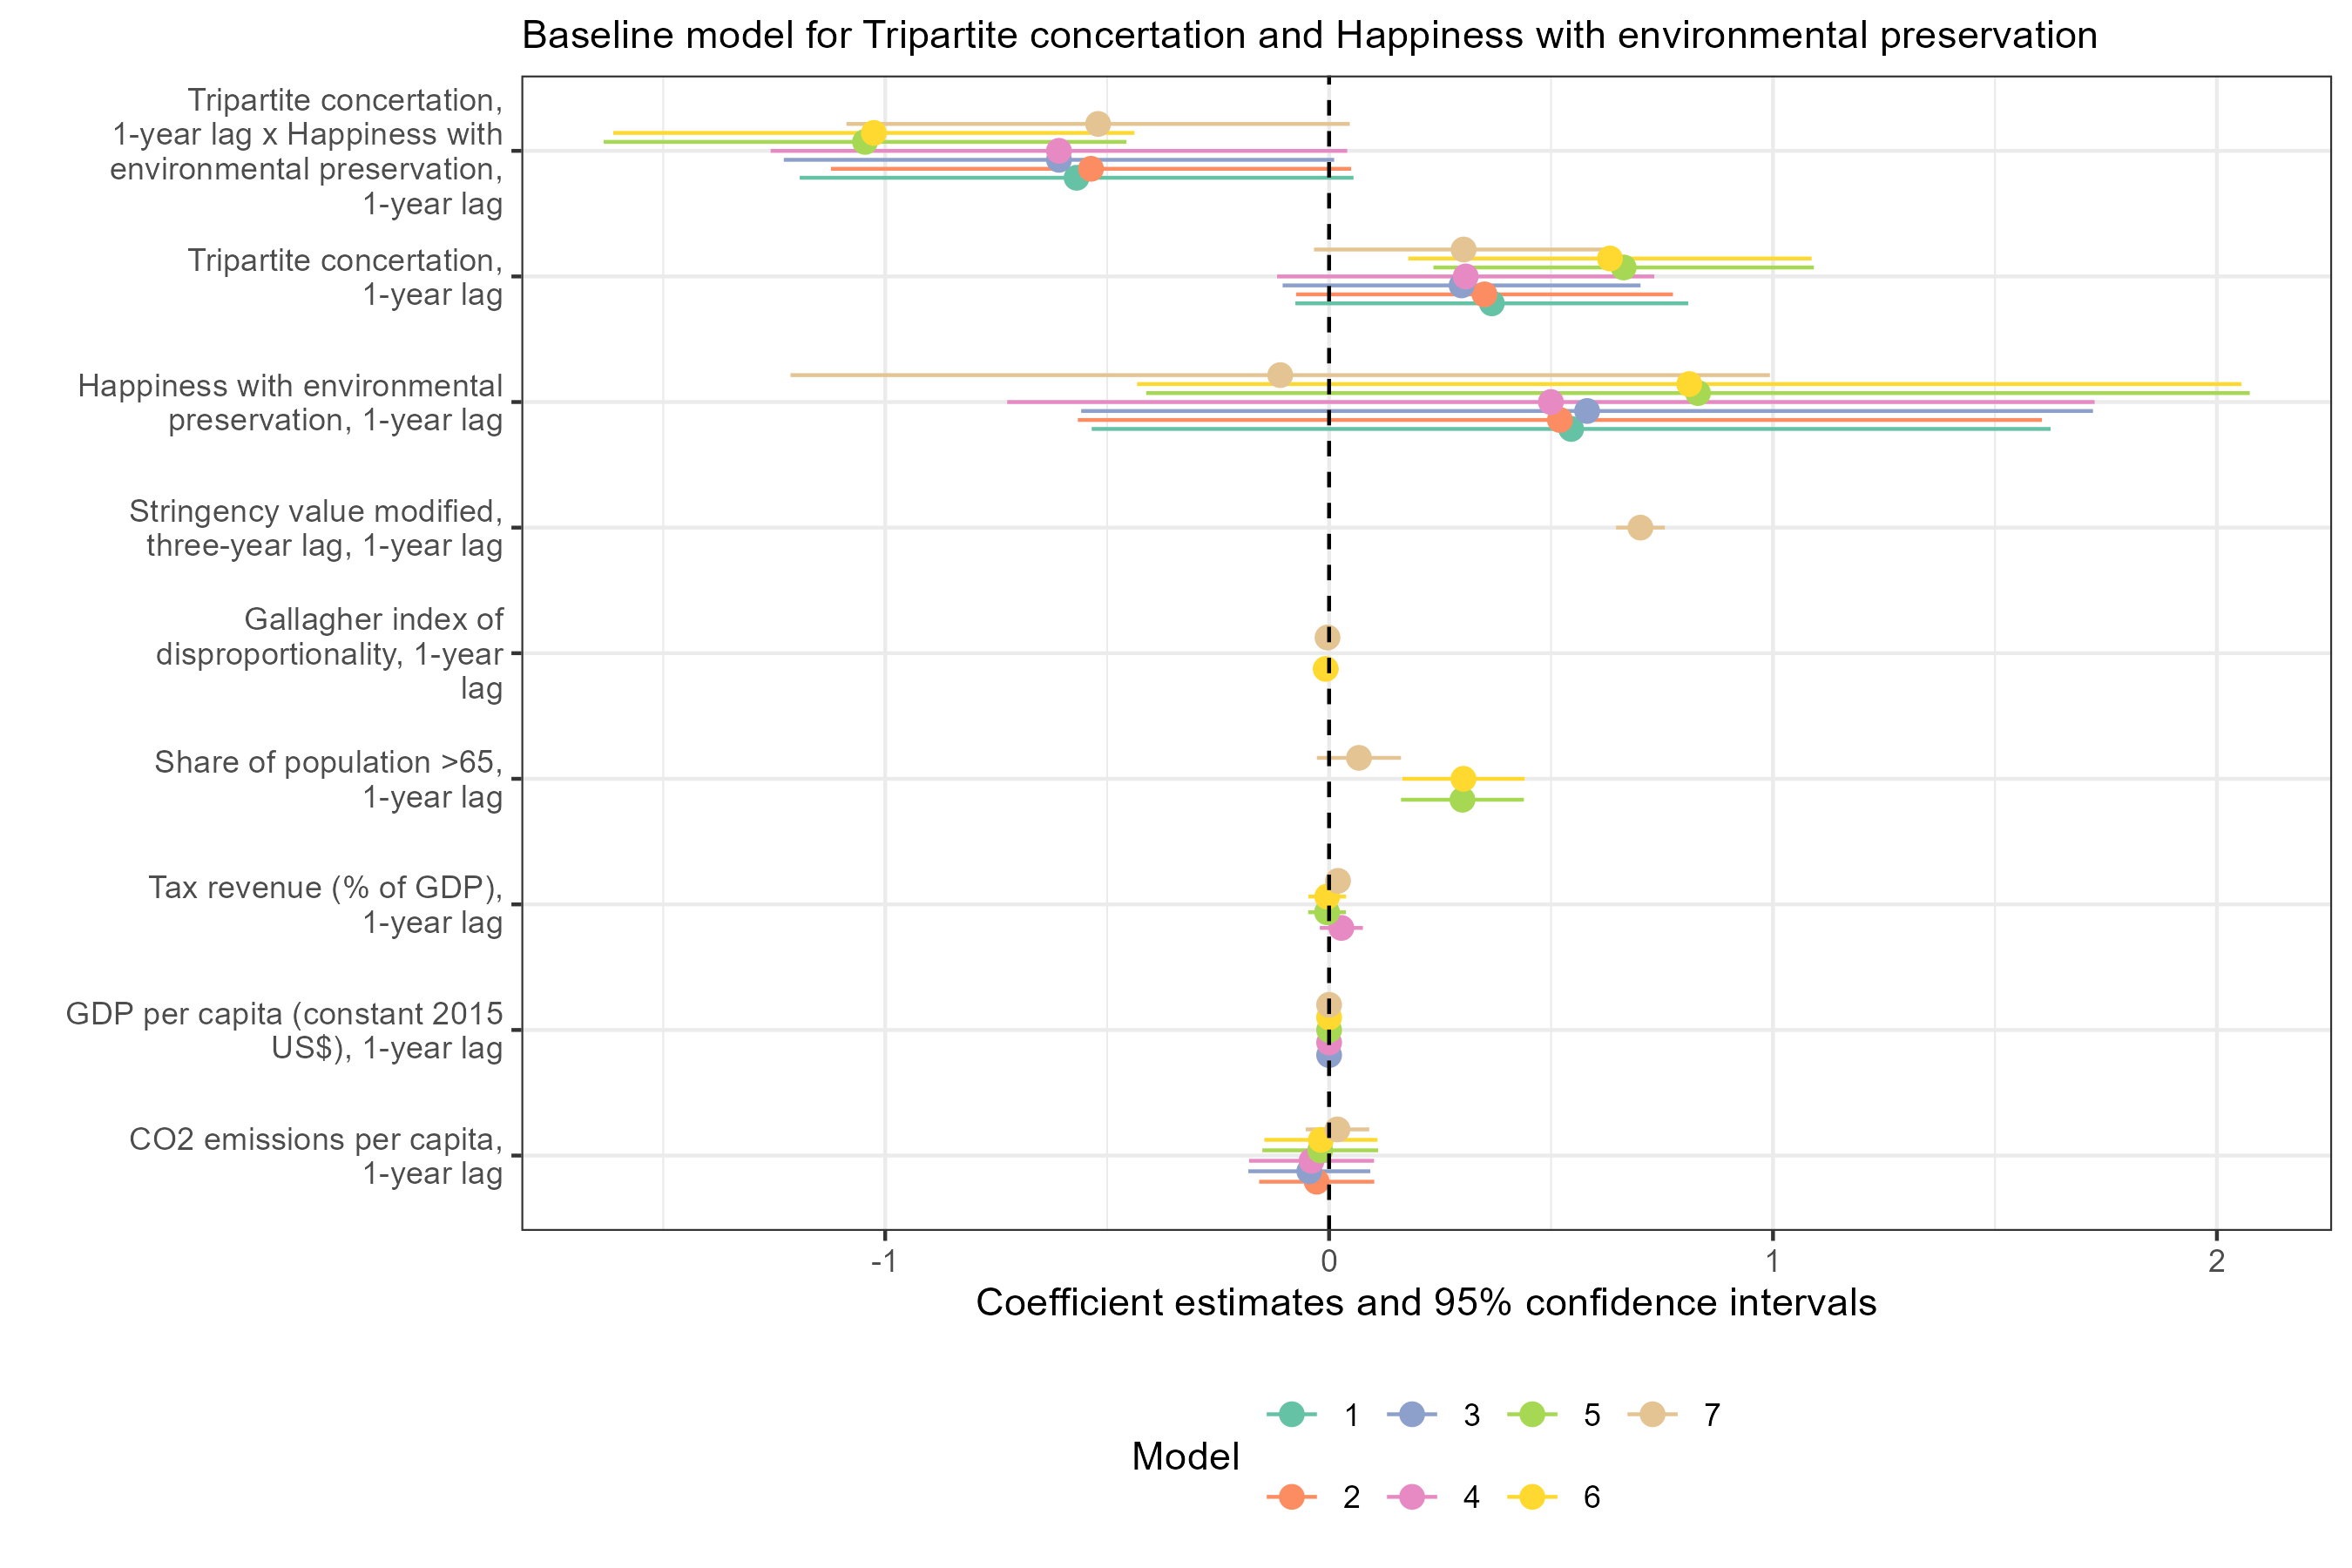 Baseline model for Tripartite concertation and Happiness with environmental preservation
Tripartite concertation,
1-year lag x Happiness with
environmental preservation,
1-year lag
Tripartite concertation,
1-year lag
Happiness with environmental
preservation, 1-year lag
Stringency value modified,
three-year lag, 1-year lag
Gallagher index of
disproportionality, 1-year
lag
Share of population >65,
1-year lag
Tax revenue (% of GDP),
1-year lag
GDP per capita (constant 2015
US$), 1-year lag
CO2 emissions per capita,
1-year lag
-1 0 1 2
Coefficient estimates and 95% confidence intervals
Model
1 3 5 7
2 4 6